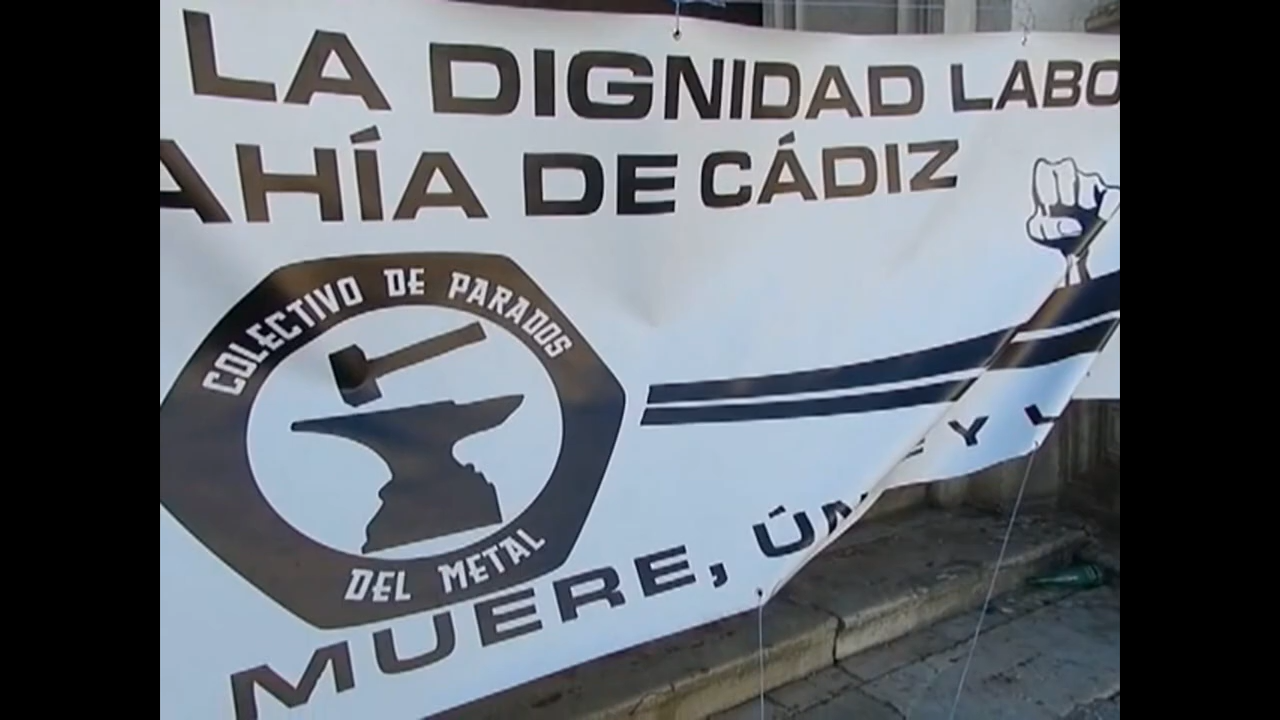 LA DIGNIDAD LABO
AHÍA DE CÁDIZ
COLECTIVO DE PARADOS
DEL METAL
MUERE, ÚN E Y L